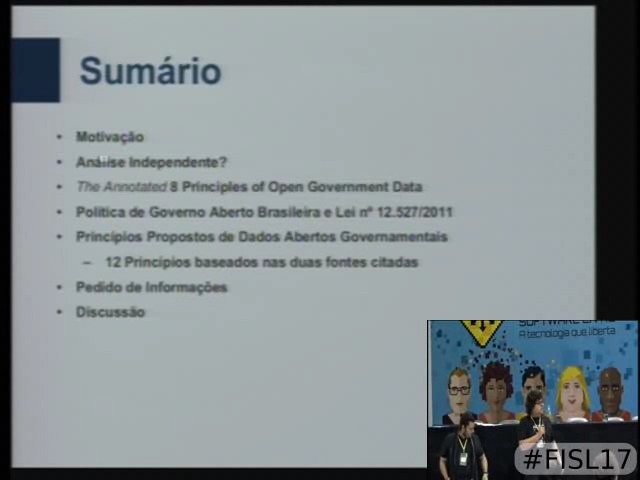 Sumário
• Motivação
• Análise Independente?
• The Annotated 8 Principles of Open Government Data
• Política de Governo Aberto Brasileira e Lei nº 12.527/2011
• Princípios Propostos de Dados Abertos Governamentais
– 12 Princípios baseados nas duas fontes citadas
• Pedido de Informações
• Discussão
SOFTWARE
A tecnologia que liberta
#FISL17